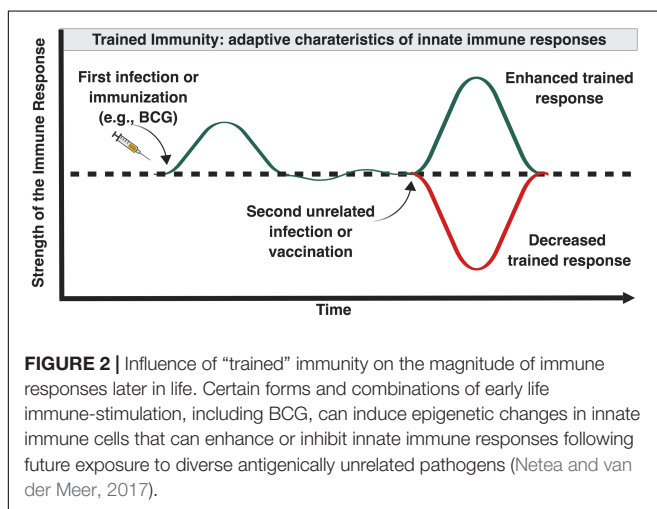 Trained Immunity: adaptive charateristics of innate immune responses
Strength of the Immune Response
First infection or
immunization
(e.g., BCG)
Enhanced trained
response
Second unrelated
infection or
vaccination
Decreased
trained response
Time
FIGURE 2 | Influence of “trained” immunity on the magnitude of immune
responses later in life. Certain forms and combinations of early life
immune-stimulation, including BCG, can induce epigenetic changes in innate
immune cells that can enhance or inhibit innate immune responses following
future exposure to diverse antigenically unrelated pathogens (Netea and van
der Meer, 2017).